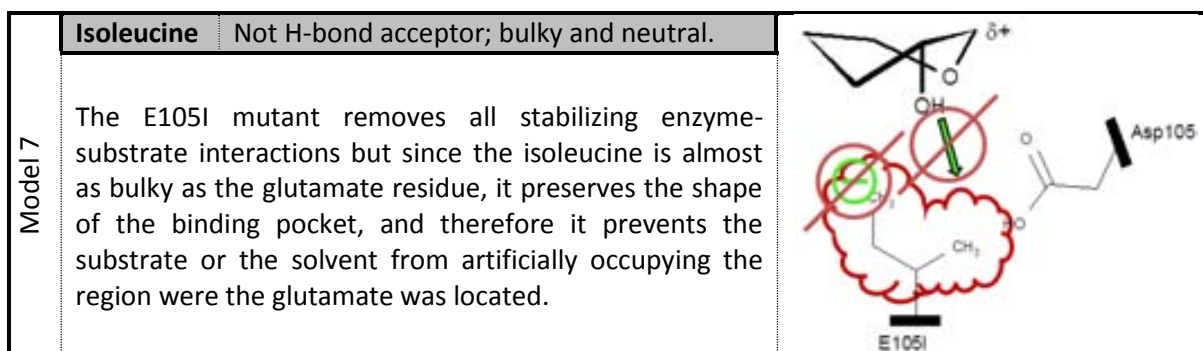 Model 7
Isoleucine Not H-bond acceptor; bulky and neutral.
The E105I mutant removes all stabilizing enzyme-
substrate interactions but since the isoleucine is almost
as bulky as the glutamate residue, it preserves the shape
of the binding pocket, and therefore it prevents the
substrate or the solvent from artificially occupying the
region were the glutamate was located.
δ+
O
OH
O
Asp105
HO
CH3
CH3
E105I